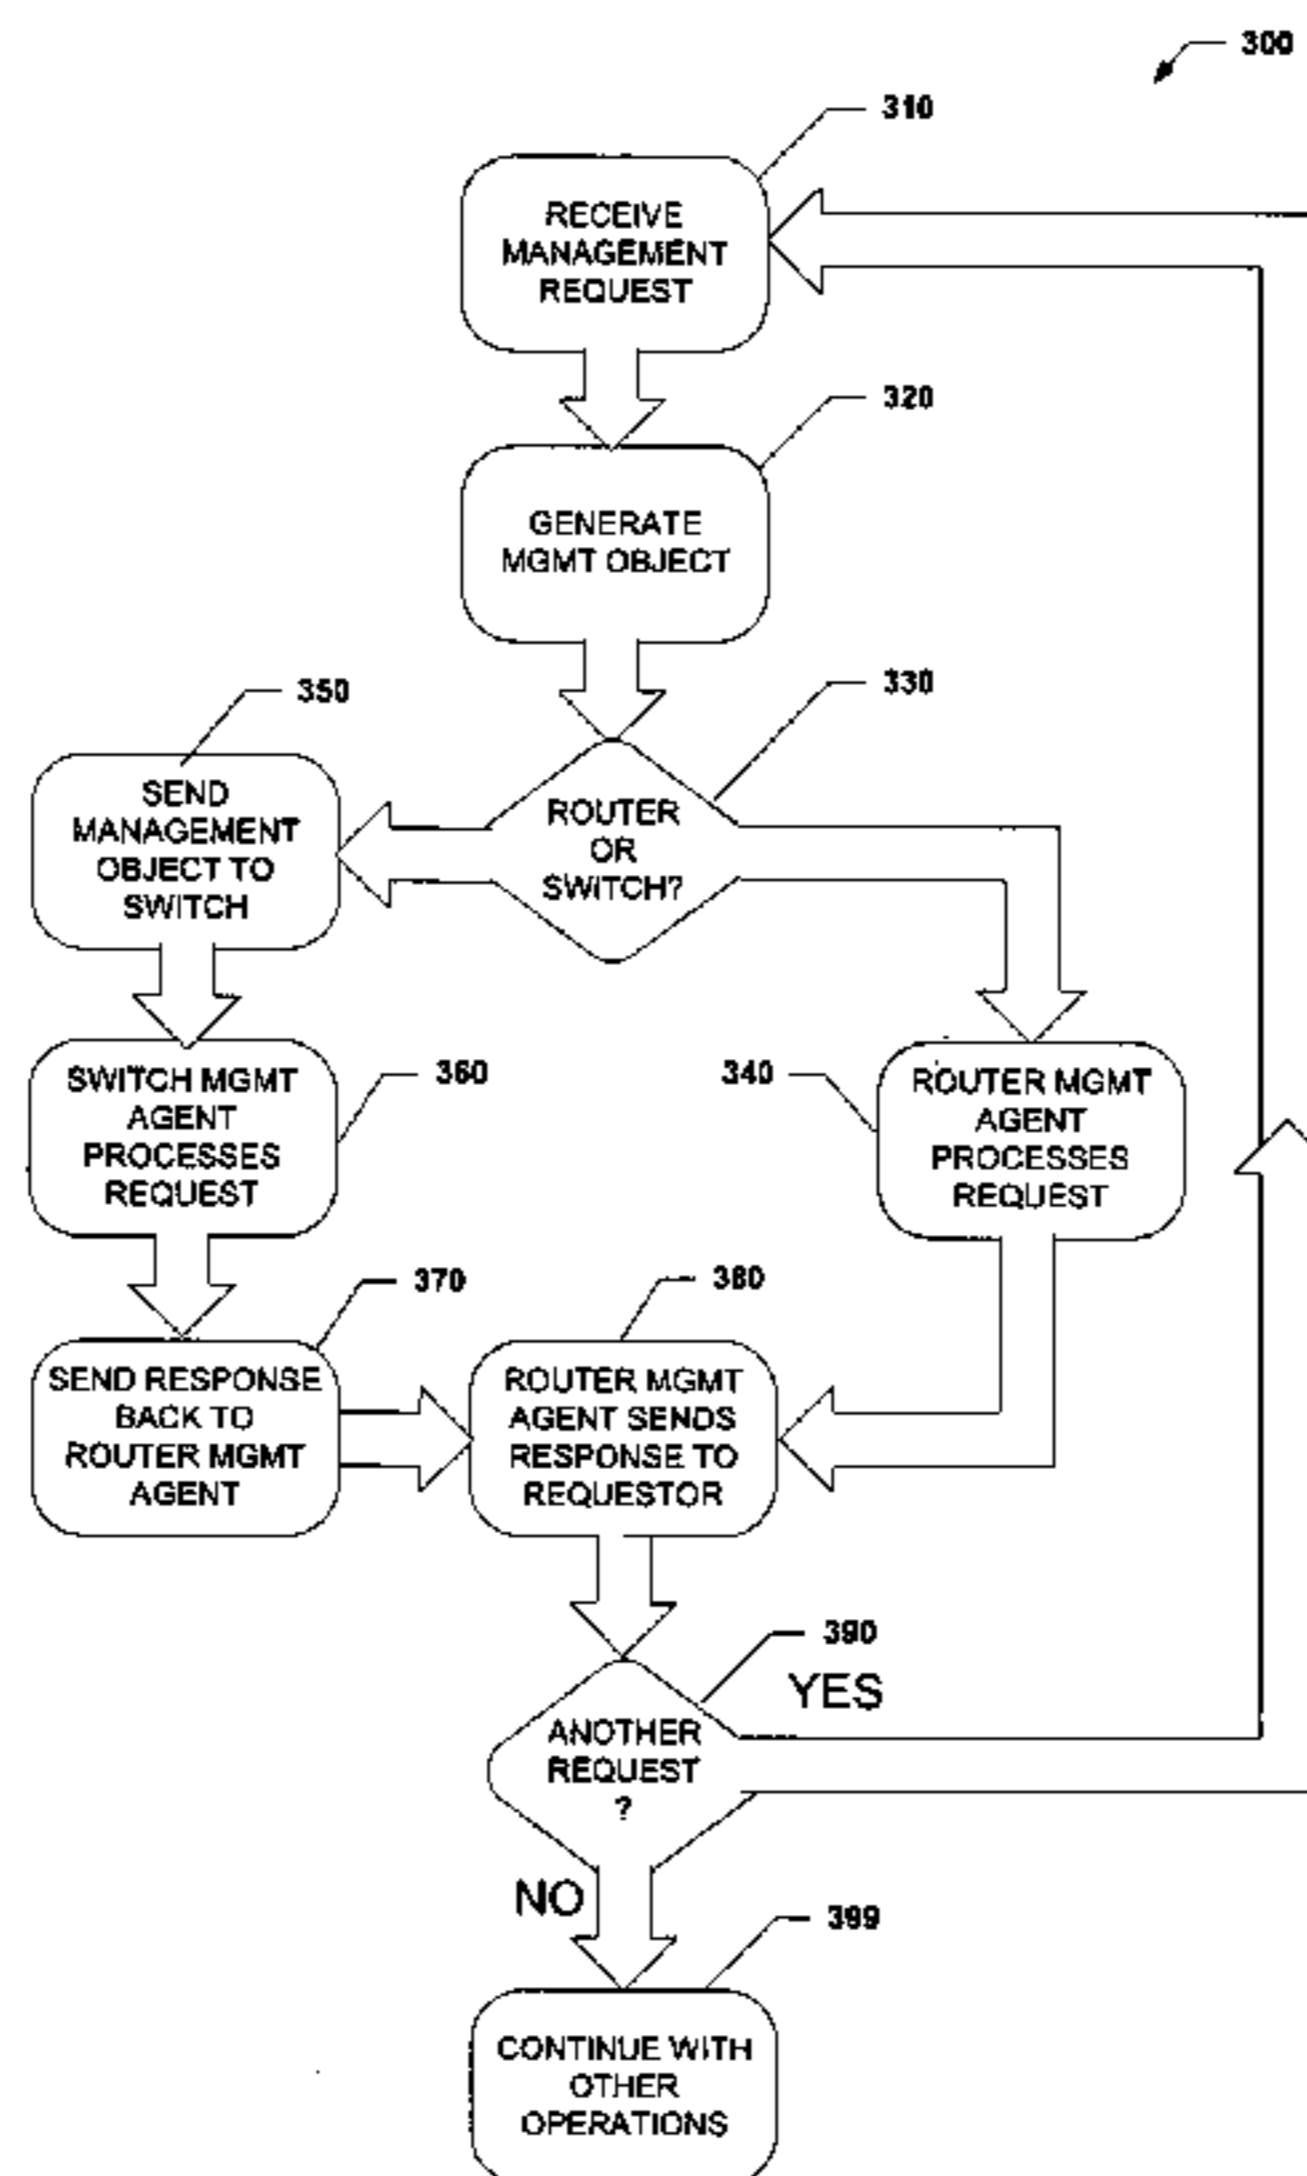 300
310
RECEIVE
MANAGEMENT
REQUEST
320
GENERATE
MGMT OBJECT
330
ROUTER
OR
SWITCH?
350
SEND
MANAGEMENT
OBJECT TO
SWITCH
360
SWITCH MGMT
AGENT
PROCESSES
REQUEST
340
ROUTER MGMT
AGENT
PROCESSES
REQUEST
370
SEND RESPONSE
BACK TO
ROUTER MGMT
AGENT
380
ROUTER MGMT
AGENT SENDS
RESPONSE TO
REQUESTOR
390
YES
ANOTHER
REQUEST
?
NO
399
CONTINUE WITH
OTHER
OPERATIONS